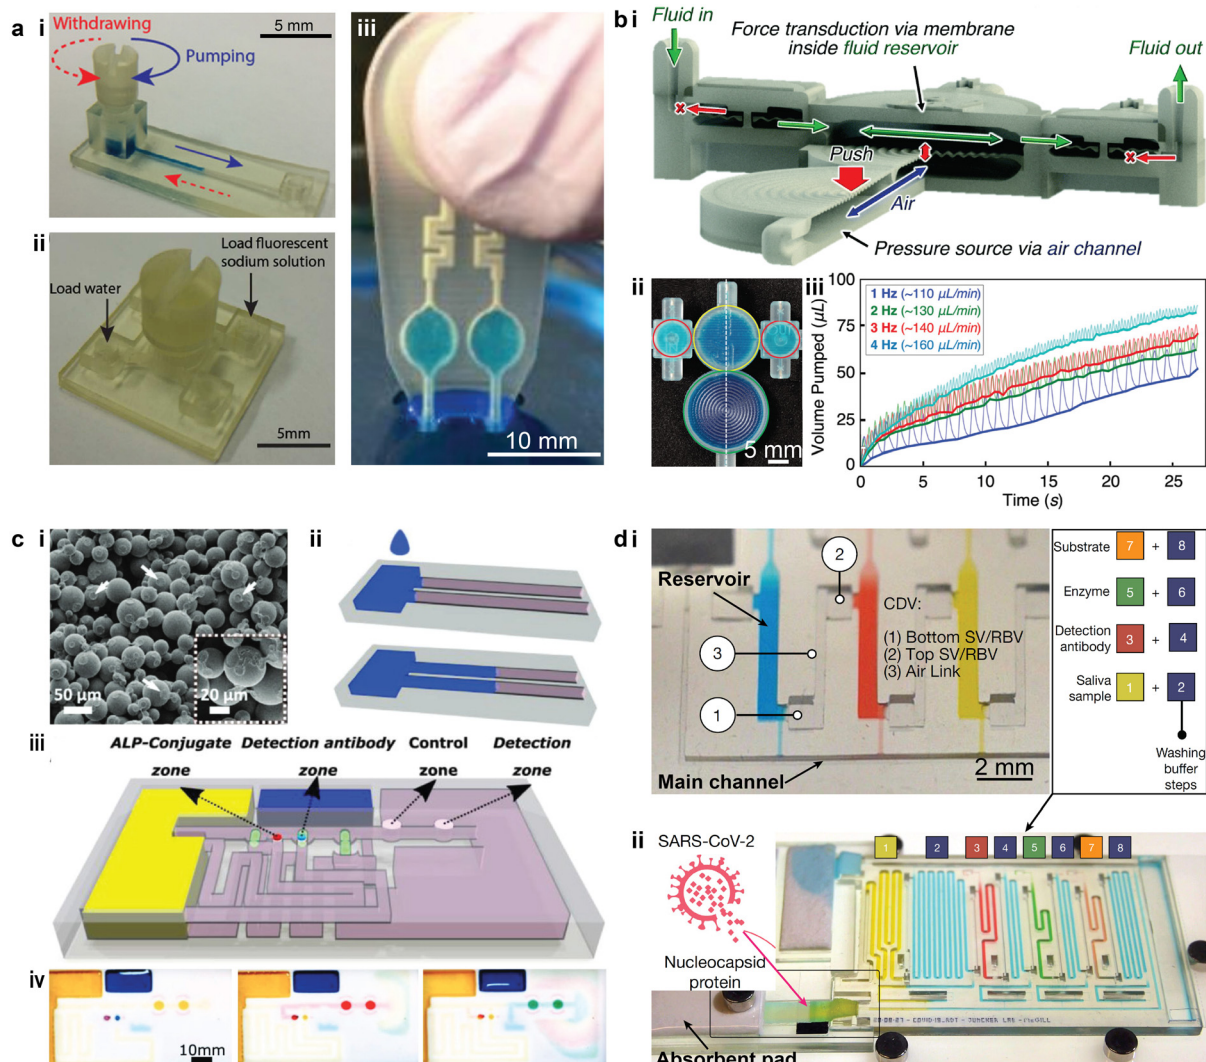 a i
Withdrawing
5 mm
Pumping
ii
Load fluorescent
sodium solution
Load water
5mm
iii
10 mm
b i
Fluid in
Force transduction via membrane
inside fluid reservoir
Fluid out
Push
Air
Pressure source via air channel
ii
5 mm
iii
Volume Pumped (µL)
100
75
50
25
0
1 Hz (~110 µL/min)
2 Hz (~130 µL/min)
3 Hz (~140 µL/min)
4 Hz (~160 µL/min)
0 5 10 15 20 25
Time (s)
c i
50 µm
20 µm
ii
iii
ALP-Conjugate
zone
Detection antibody
zone
Control
zone
Detection
zone
iv
10mm
d i
Reservoir
2
3
1
CDV:
(1) Bottom SV/RBV
(2) Top SV/RBV
(3) Air Link
Main channel
2 mm
Substrate 7 + 8
Enzyme 5 + 6
Detection
antibody 3 + 4
Saliva
sample 1 + 2
Washing
buffer
steps
ii
SARS-CoV-2
1 2 3 4 5 6 7 8
Nucleocapsid
protein
Absorbent pad